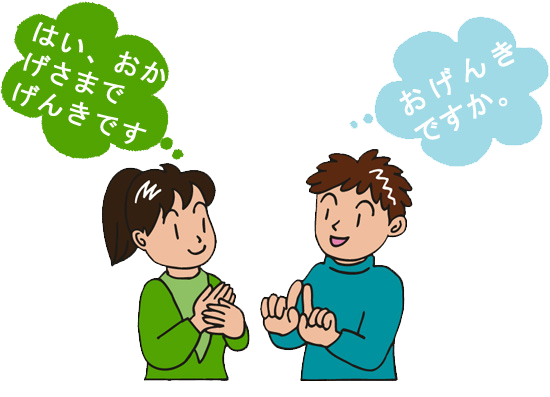 はい、おか
げさまで
げんきです
おげんき
ですか。